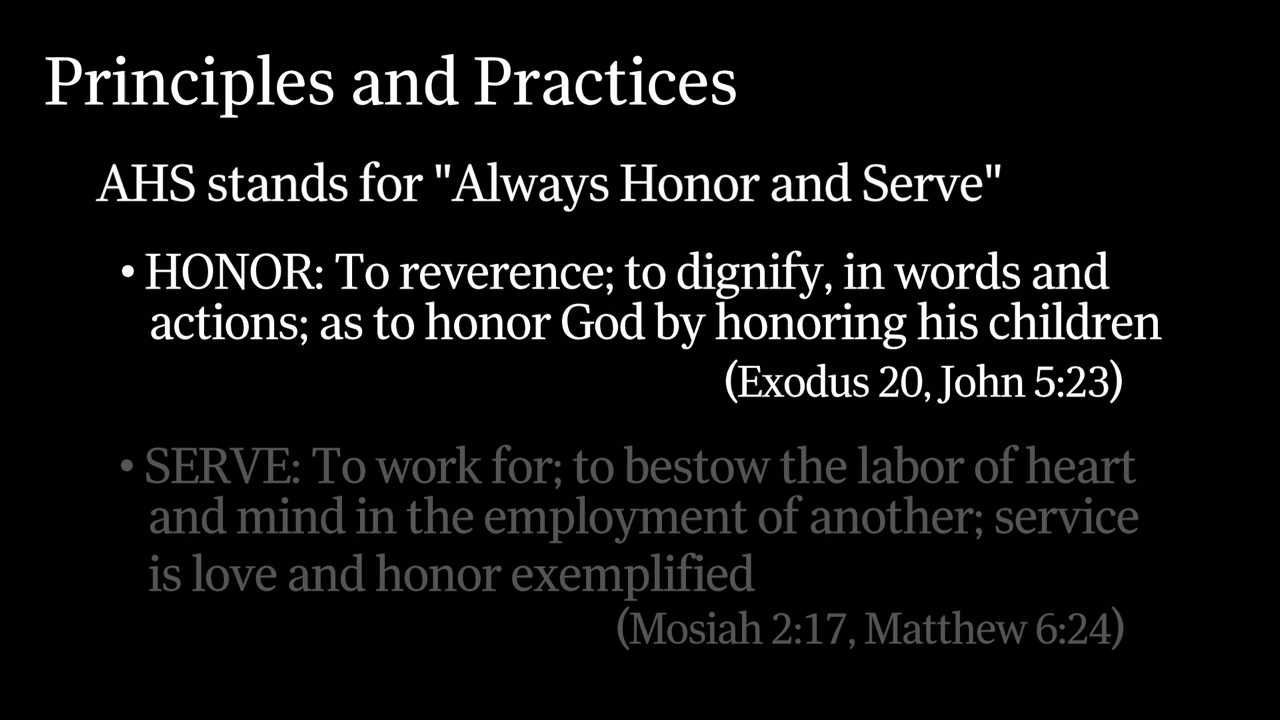 Principles and Practices
AHS stands for "Always Honor and Serve"
• HONOR: To reverence; to dignify, in words and
actions; as to honor God by honoring his children
(Exodus 20, John 5:23)
• SERVE: To work for; to bestow the labor of heart
and mind in the employment of another; service
is love and honor exemplified
(Mosiah 2:17, Matthew 6:24)